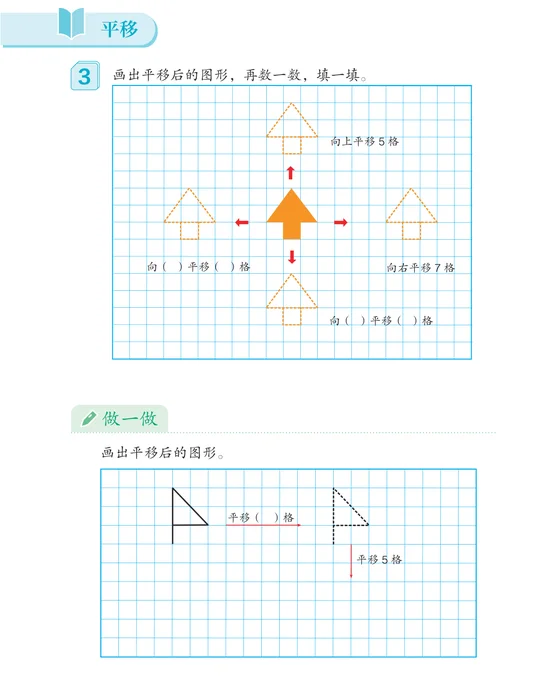 平移
3 画出平移后的图形，再数一数，填一填。
向上平移5格
向（ ）平移（ ）格
向右平移7格
向（ ）平移（ ）格
做一做
画出平移后的图形。
平移（ ）格
平移5格